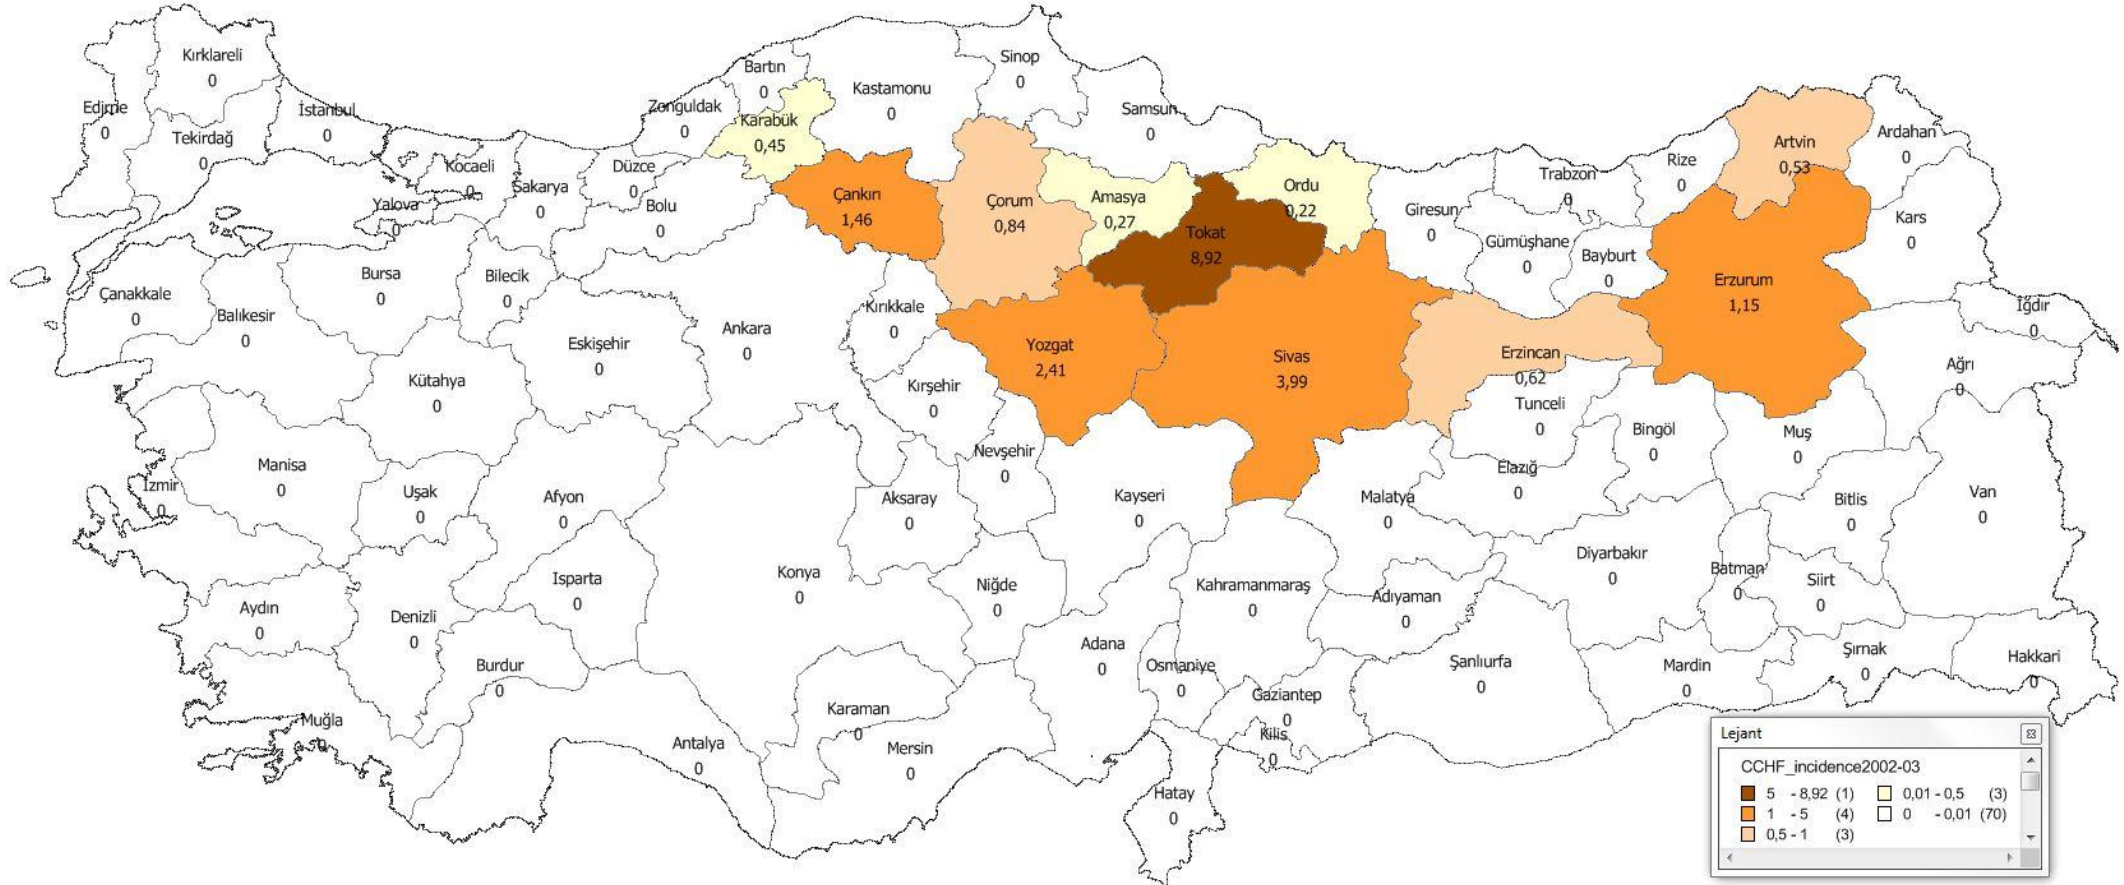 Kırklareli
0
Edirne
0
Tekirdağ
0
İstanbul
0
Kocaeli
0
Yalova
0
Sakarya
0
Düzce
0
Bolu
0
Zonguldak
0
Bartın
0
Karabük
0,45
Kastamonu
0
Sinop
0
Samsun
0
Çankırı
1,46
Çorum
0,84
Amasya
0,27
Tokat
8,92
Ordu
0,22
Giresun
0
Trabzon
0
Gümüşhane
0
Bayburt
0
Rize
0
Artvin
0,53
Ardahan
0
Kars
0
Erzurum
1,15
Iğdır
0
Ağrı
0
Çanakkale
0
Balıkesir
0
Bursa
0
Bilecik
0
Eskişehir
0
Kütahya
0
Ankara
0
Kırıkkale
0
Kırşehir
0
Yozgat
2,41
Sivas
3,99
Erzincan
0,62
Tunceli
0
Bingöl
0
Muş
0
Manisa
0
İzmir
0
Uşak
0
Afyon
0
Aksaray
0
Nevşehir
0
Kayseri
0
Malatya
0
Elazığ
0
Bitlis
0
Van
0
Aydın
0
Denizli
0
Isparta
0
Burdur
0
Konya
0
Niğde
0
Kahramanmaraş
0
Adıyaman
0
Diyarbakır
0
Batman
0
Siirt
0
Şırnak
0
Hakkari
0
Muğla
0
Antalya
0
Karaman
0
Mersin
0
Adana
0
Osmaniye
0
Gaziantep
0
Kilis
0
Hatay
0
Şanlıurfa
0
Mardin
0
Lejant
CCHF_incidence2002-03
5 - 8,92 (1) 0,01 - 0,5 (3)
1 - 5 (4) 0 - 0,01 (70)
0,5 - 1 (3)